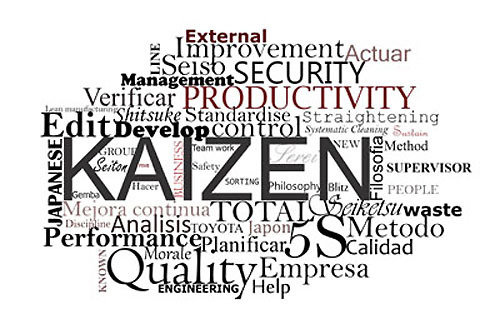 External
LINE Improvement Actuar
Seiso SECURITY
Management
Verificar PRODUCTIVITY
Lean manufacturing Shitsuke Standardise Straightening
Edit Develop control Systematic Cleaning Sustain
JAPANESE GROUP BUSINESS Team work NEW Filosofia Method
KAIZEN
Seiton Safety Serei SUPERVISOR
Gemba Hacer SORTING Philosophy Blitz PEOPLE
Mejora continua TOTAL Seiketsu waste
Discipline Analisis TOYOTA Japon 5S Metodo
Performance Planificar Calidad
KNOWN Morale
Quality Empresa
ENGINEERING Help